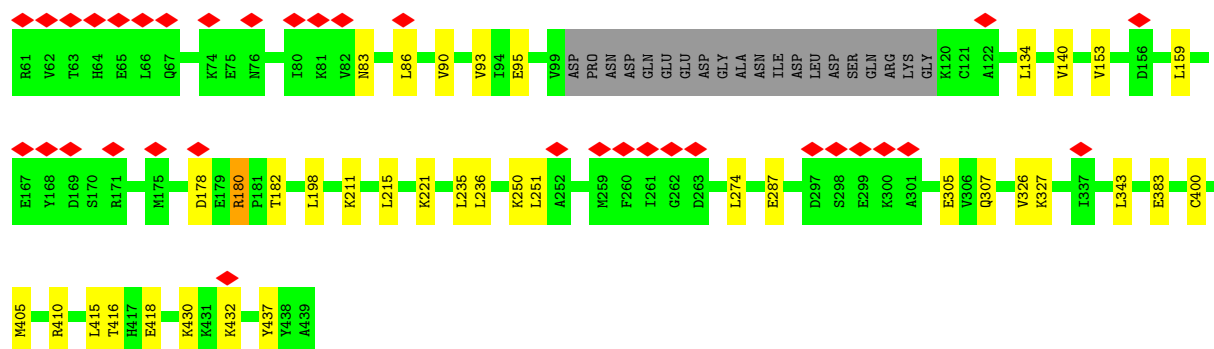 R61 V62 T63 H64 E65 L66 Q67 K74 E75 N76 I80 K81 V82 N83 L86 V90 V93 I94 E95 V99 ASP PRO ASN ASP GLN GLU GLU ASP GLY ALA ASN ILE ASP LEU ASP SER GLN ARG LYS GLY K120 C121 A122 L134 V140 V153 D156 L159
E167 Y168 D169 S170 R171 M175 D178 E179 R180 P181 T182 L198 K211 L215 K221 L235 L236 K250 L251 A252 M259 F260 I261 G262 D263 L274 E287 D297 S298 E299 K300 A301 E305 V306 Q307 V326 K327 I337 L343 E383 C400
M405 R410 L415 T416 H417 E418 K430 K431 K432 Y437 Y438 A439